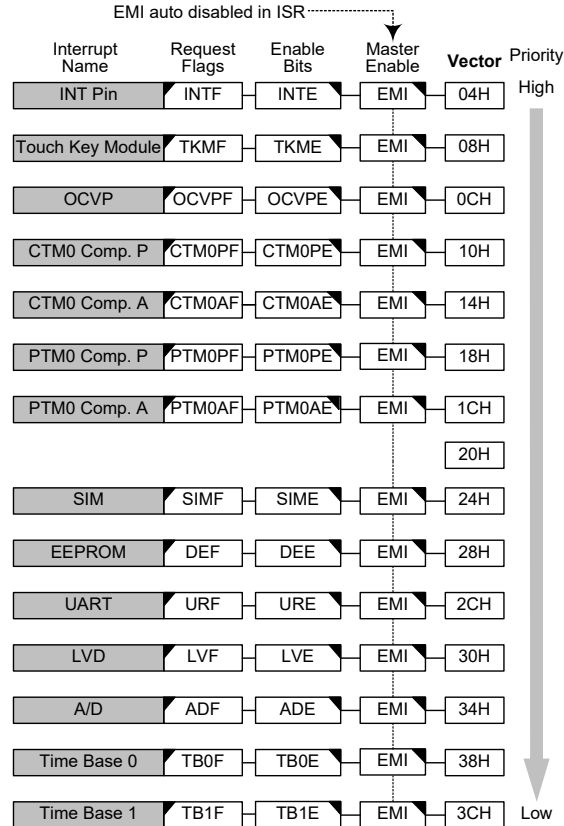 EMI auto disabled in ISR
Interrupt Name Request Flags Enable Bits Master Enable Vector Priority
INT Pin INTF INTE EMI 04H High
Touch Key Module TKMF TKME EMI 08H
OCVP OCVPF OCVPE EMI 0CH
CTM0 Comp. P CTM0PF CTM0PE EMI 10H
CTM0 Comp. A CTM0AF CTM0AE EMI 14H
PTM0 Comp. P PTM0PF PTM0PE EMI 18H
PTM0 Comp. A PTM0AF PTM0AE EMI 1CH
20H
SIM SIMF SIME EMI 24H
EEPROM DEF DEE EMI 28H
UART URF URE EMI 2CH
LVD LVF LVE EMI 30H
A/D ADF ADE EMI 34H
Time Base 0 TB0F TB0E EMI 38H
Time Base 1 TB1F TB1E EMI 3CH Low